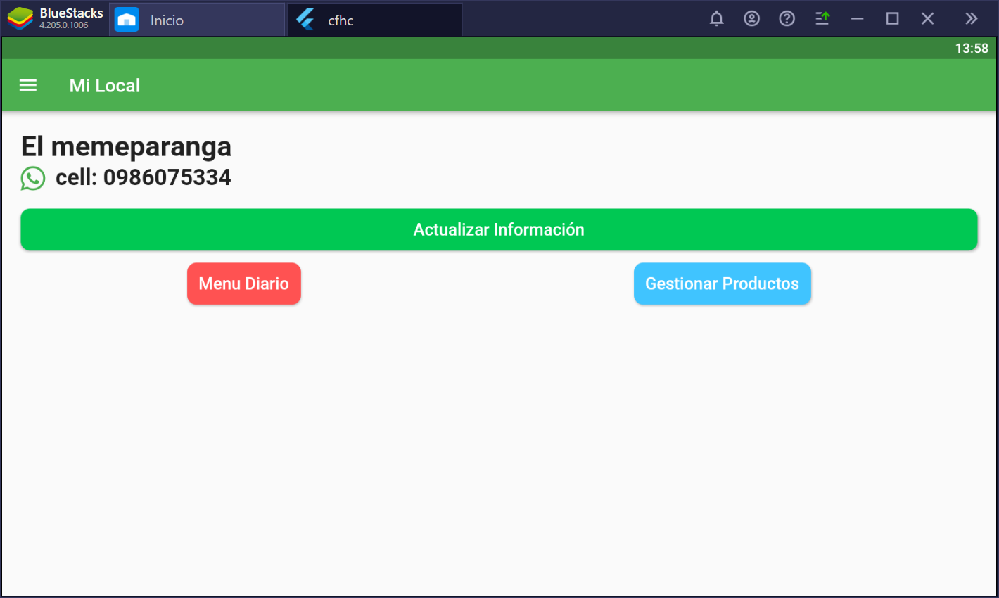 BlueStacks
4.205.0.1006
Inicio
cfhc
13:58
Mi Local
El memeparanga
cell: 0986075334
Actualizar Información
Menu Diario
Gestionar Productos